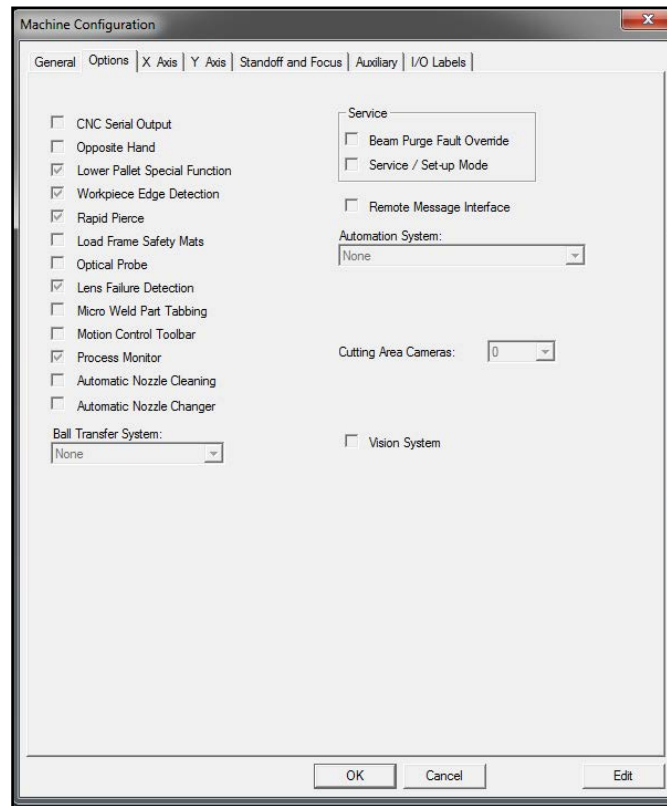 Machine Configuration
General Options X Axis Y Axis Standoff and Focus Auxiliary I/O Labels
CNC Serial Output
Opposite Hand
Lower Pallet Special Function
Workpiece Edge Detection
Rapid Pierce
Load Frame Safety Mats
Optical Probe
Lens Failure Detection
Micro Weld Part Tabbing
Motion Control Toolbar
Process Monitor
Automatic Nozzle Cleaning
Automatic Nozzle Changer
Ball Transfer System:
None
Service
Beam Purge Fault Override
Service / Set-up Mode
Remote Message Interface
Automation System:
None
Cutting Area Cameras: 0
Vision System
OK Cancel Edit